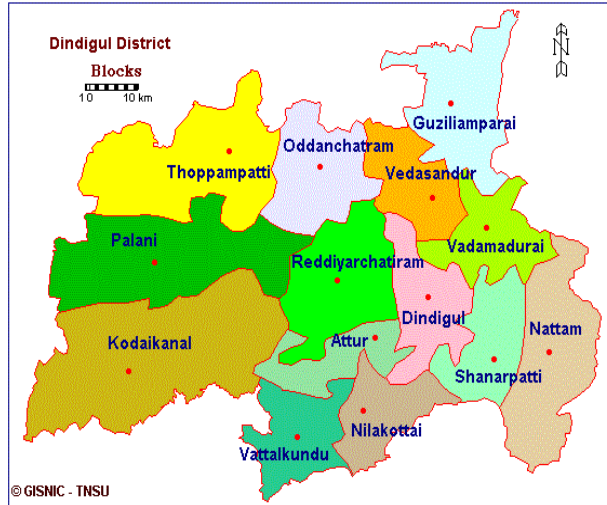 Dindigul District
Blocks
10 10 km
N
Guziliamparai
Oddanchatram
Thoppampatti
Vedasandur
Palani
Vadamadurai
Reddiyarchatiram
Dindigul
Nattam
Kodaikanal
Attur
Shanarpatti
Nilakottai
Vattalkundu
© GISNIC - TNSU